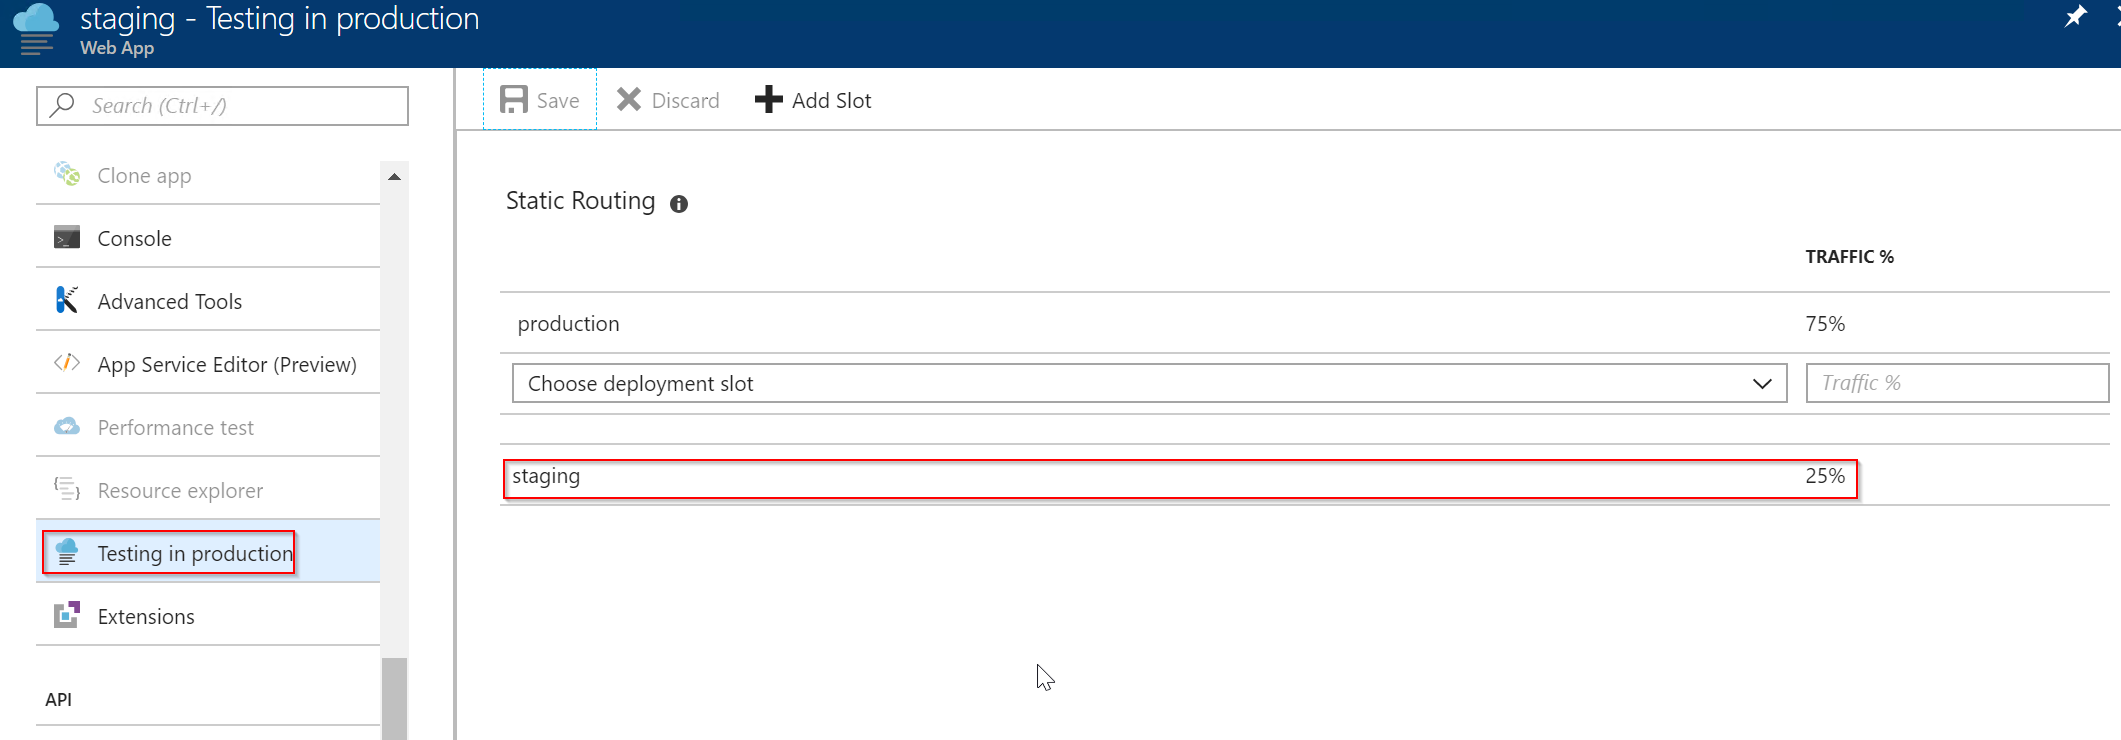 staging - Testing in production
Web App
Search (Ctrl+/)
Clone app
Console
Advanced Tools
App Service Editor (Preview)
Performance test
Resource explorer
Testing in production
Extensions
API
Save Discard Add Slot
Static Routing
TRAFFIC %
production 75%
Choose deployment slot Traffic %
staging 25%